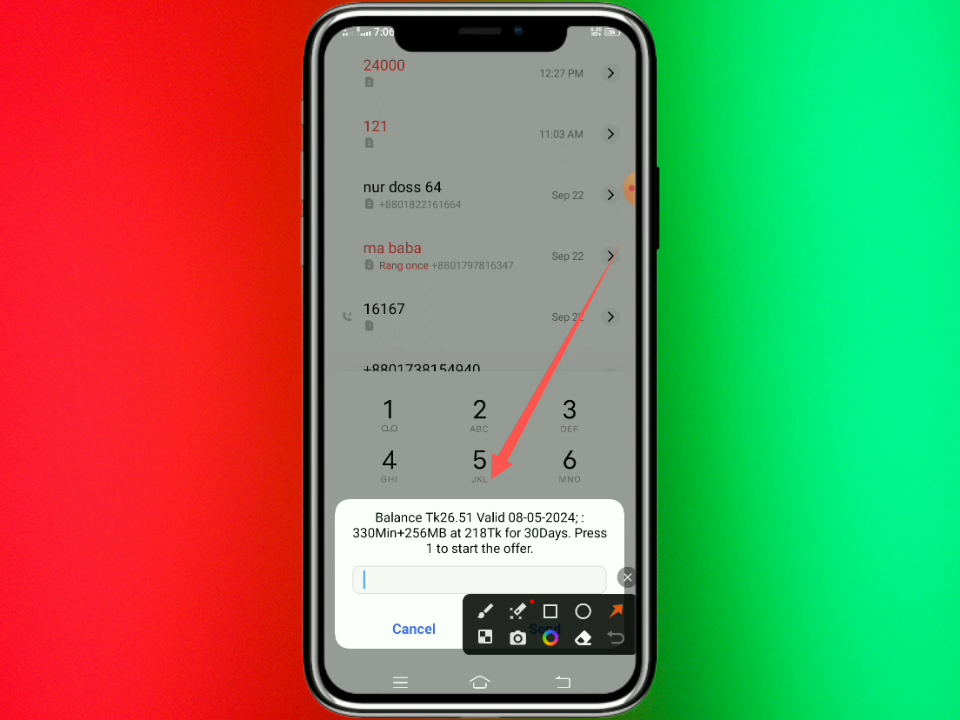 7:06
24000
12:27 PM
121
11:03 AM
nur doss 64
Sep 22
+8801822161664
ma baba
Sep 22
Rang once +8801797816347
16167
Sep 22
+8801738154940
1
2
ABC
3
DEF
4
GHI
5
JKL
6
MNO
Balance Tk26.51 Valid 08-05-2024; :
330Min+256MB at 218Tk for 30Days. Press
1 to start the offer.
Cancel
Send